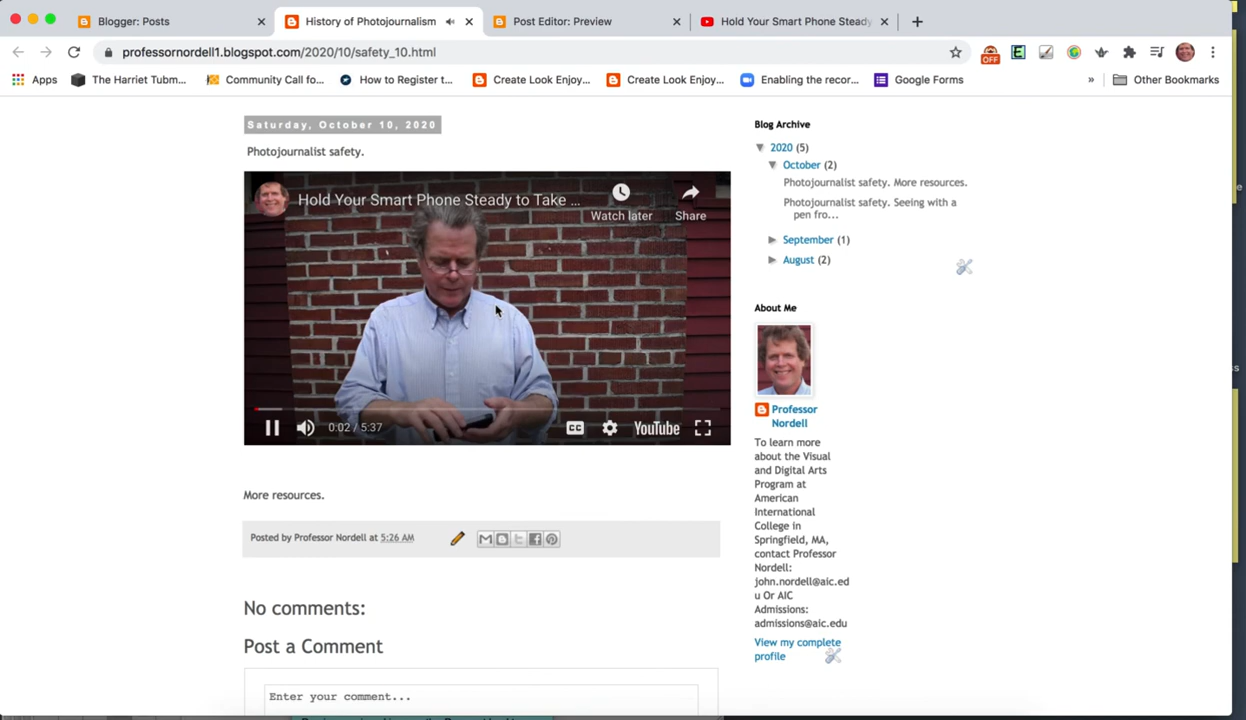 Blogger: Posts
History of Photojournalism
Post Editor: Preview
Hold Your Smart Phone Steady
professornordell1.blogspot.com/2020/10/safety_10.html
OFF
Apps
The Harriet Tubm...
Community Call fo...
How to Register t...
Create Look Enjoy...
Create Look Enjoy...
Enabling the recor...
Google Forms
»
Other Bookmarks
Saturday, October 10, 2020
Photojournalist safety.
Hold Your Smart Phone Steady to Take ...
Watch later
Share
0:02 / 5:37
CC
YouTube
More resources.
Posted by Professor Nordell at 5:26 AM
No comments:
Post a Comment
Enter your comment...
Blog Archive
▼ 2020 (5)
▼ October (2)
Photojournalist safety. More resources.
Photojournalist safety. Seeing with a
pen fro...
► September (1)
► August (2)
About Me
Professor
Nordell
To learn more
about the Visual
and Digital Arts
Program at
American
International
College in
Springfield, MA,
contact Professor
Nordell:
john.nordell@aic.ed
u Or AIC
Admissions:
admissions@aic.edu
View my complete
profile